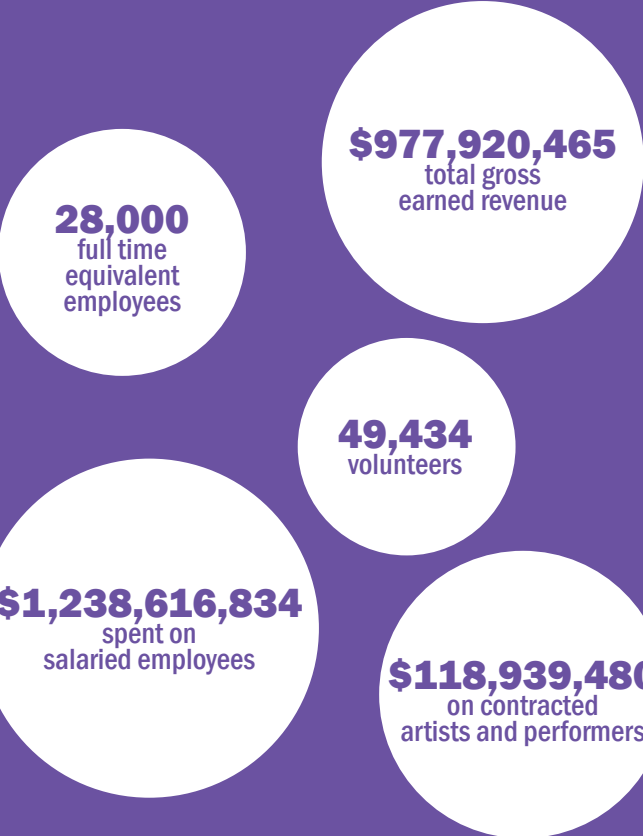 $977,920,465
total gross
earned revenue
28,000
full time
equivalent
employees
49,434
volunteers
$1,238,616,834
spent on
salaried employees
$118,939,480
on contracted
artists and performers